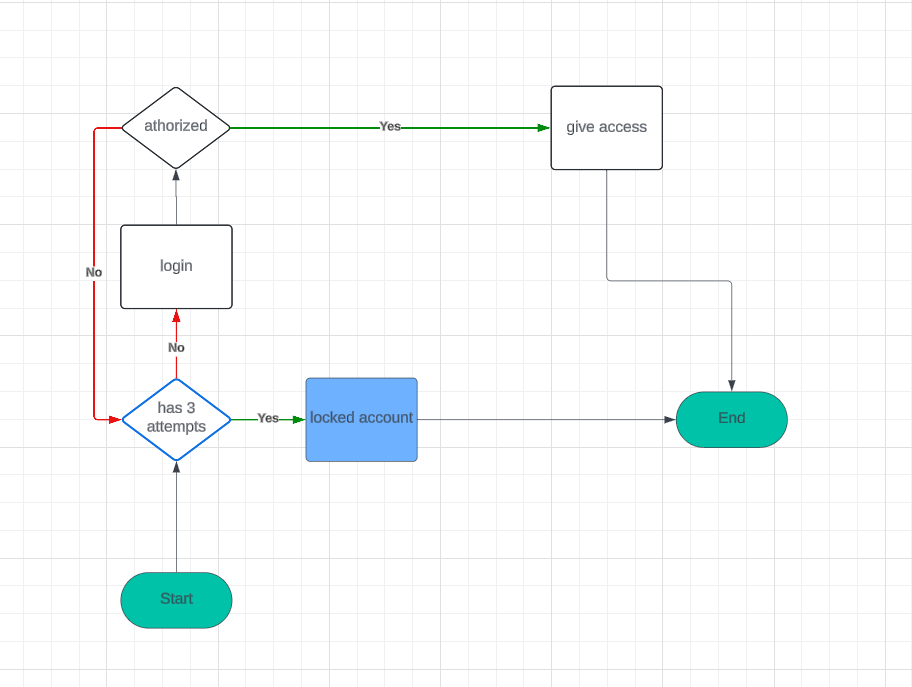 athorized
Yes
give access
login
No
No
has 3
attempts
Yes
locked account
End
Start